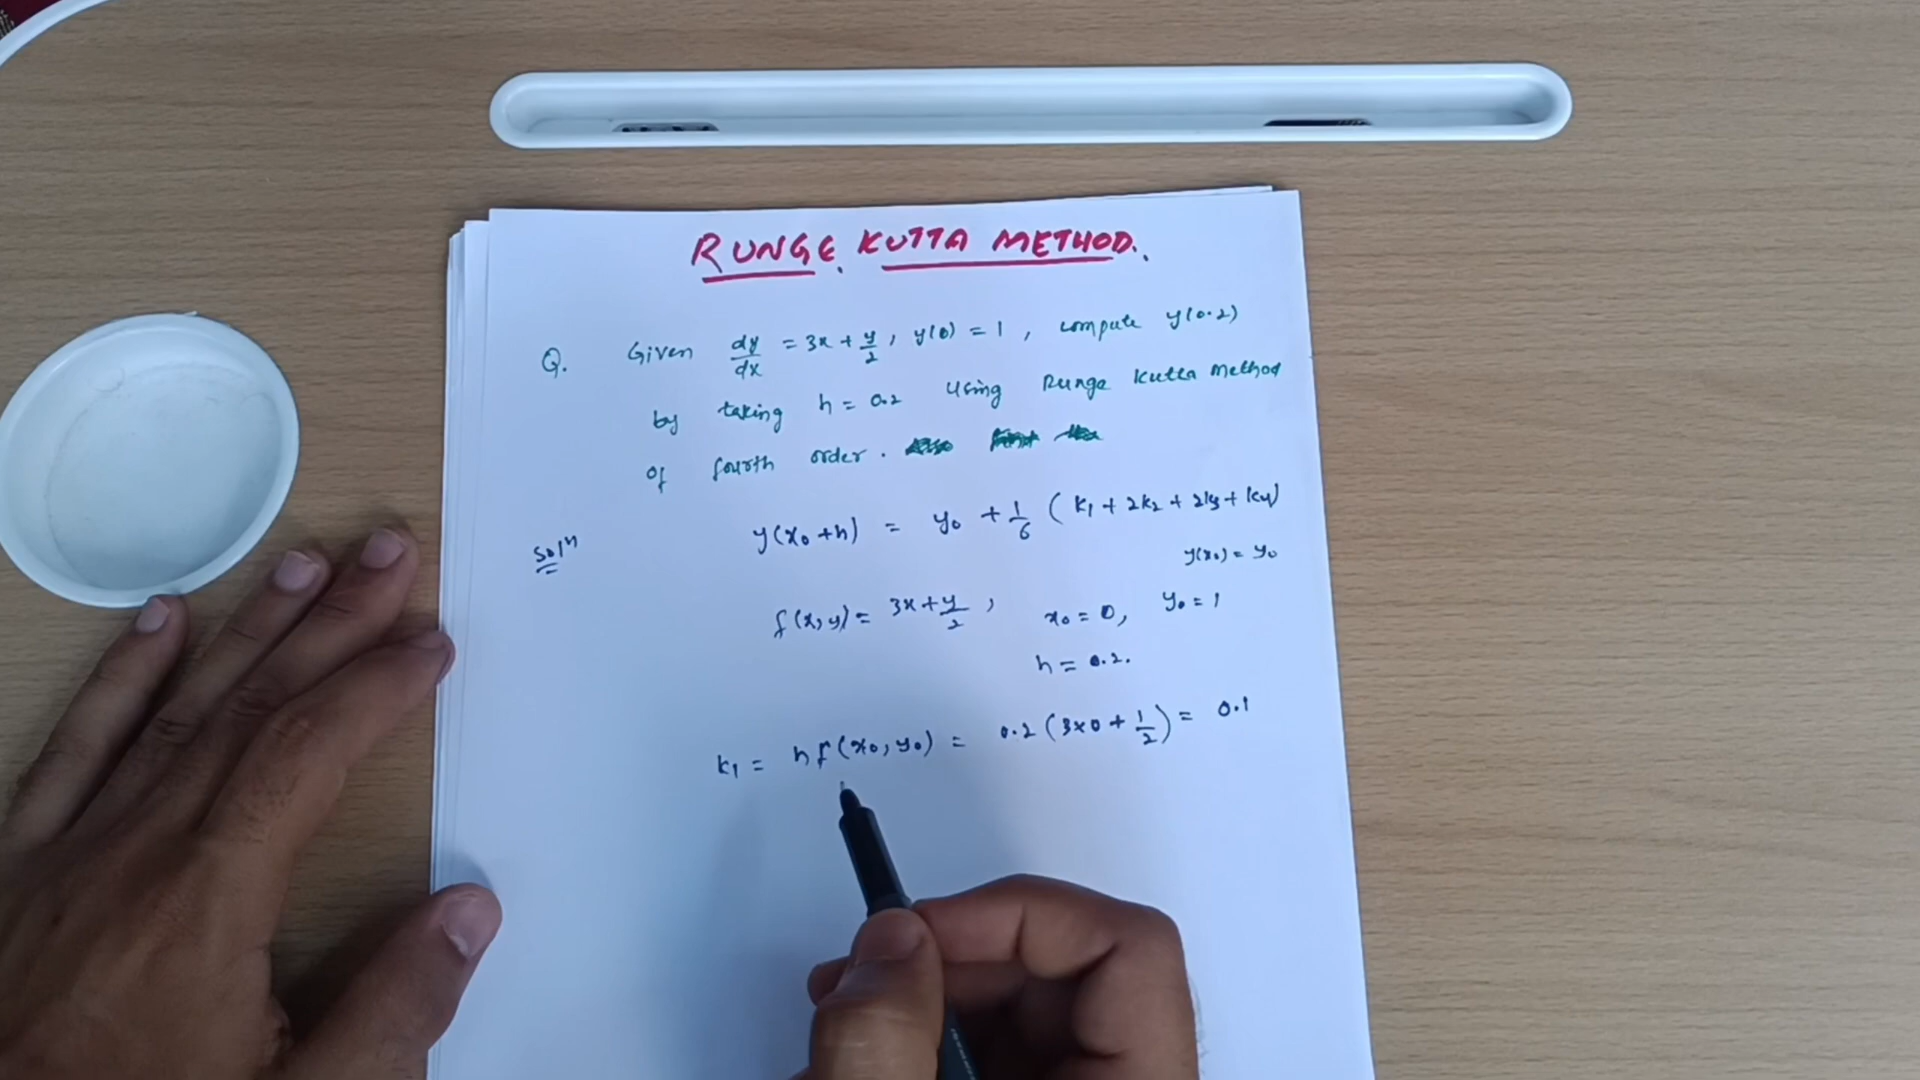 RUNGE KUTTA METHOD.
Q. Given dy/dx = 3x + y/2, y(0) = 1, compute y(0.2)
by taking h = 0.2 using Runge Kutta Method
of fourth order.
Solⁿ y(x₀+h) = y₀ + 1/6 (k₁ + 2k₂ + 2k₃ + k₄)
y(x₀) = y₀
f(x,y) = 3x + y/2, x₀ = 0, y₀ = 1
h = 0.2.
k₁ = hf(x₀,y₀) = 0.2(3×0 + 1/2) = 0.1